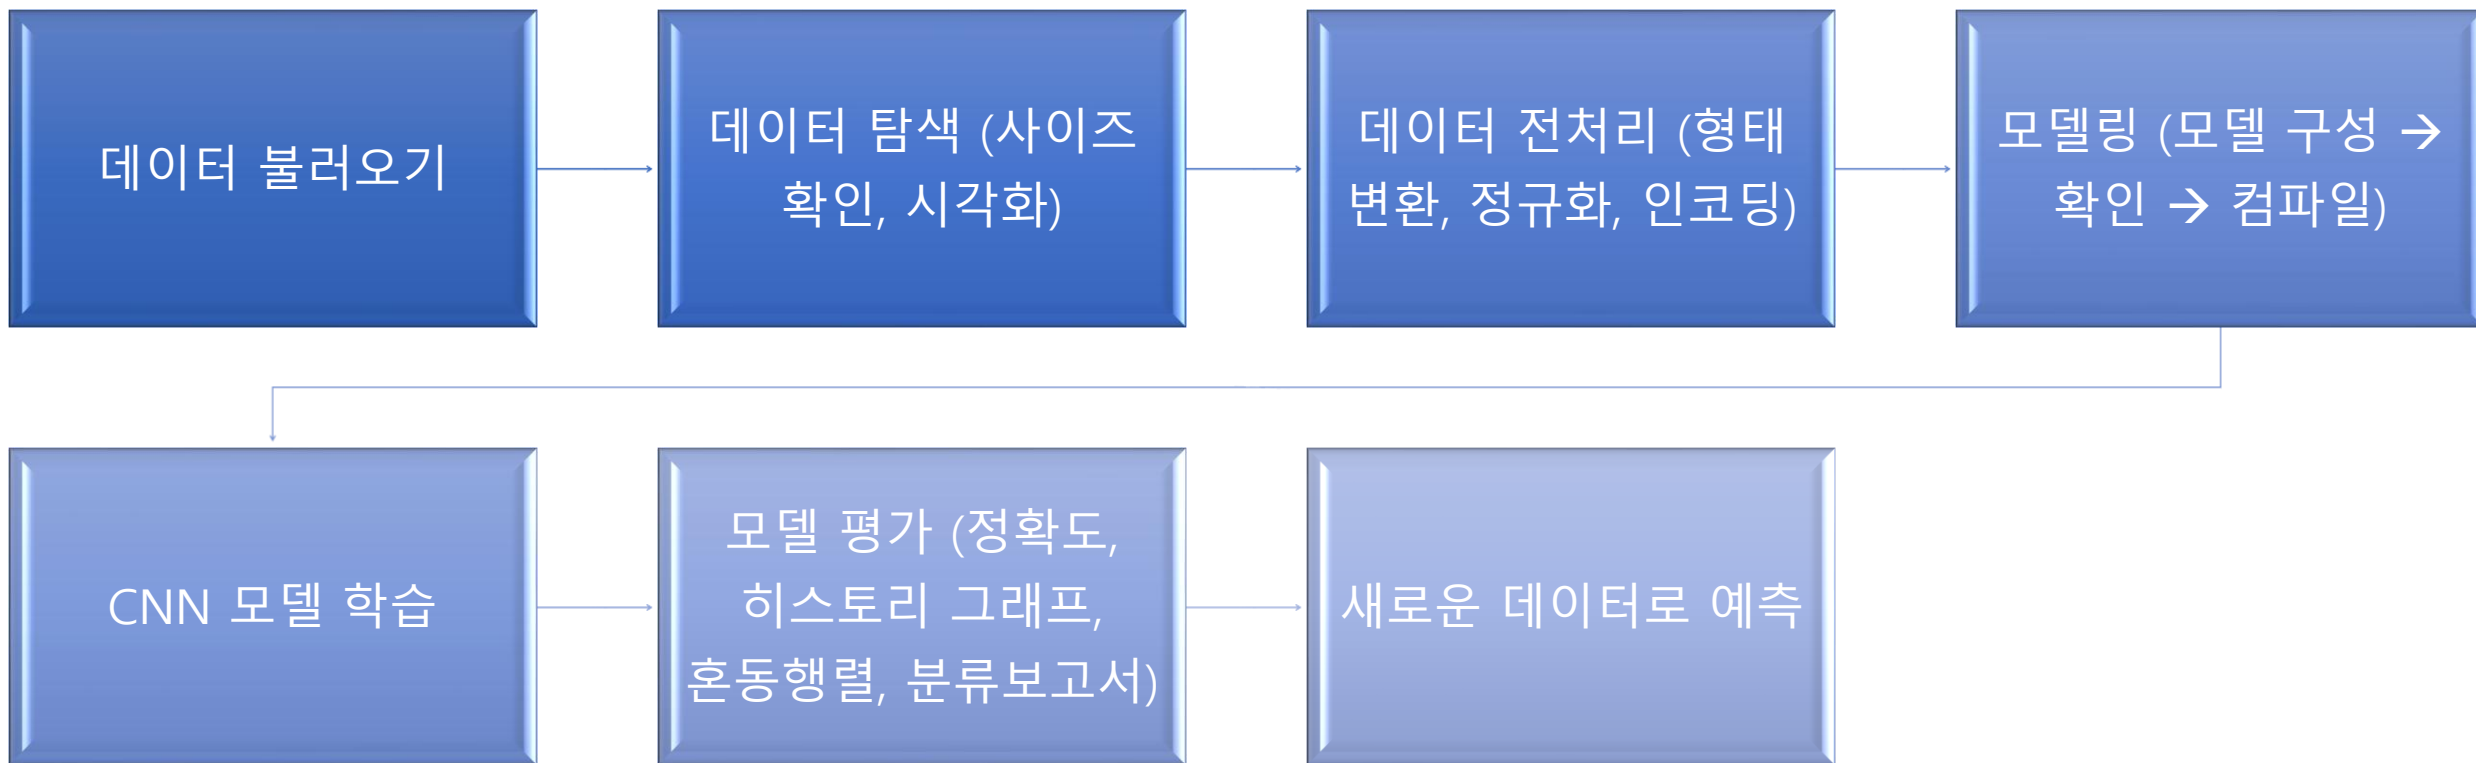 데이터 불러오기
데이터 탐색 (사이즈
확인, 시각화)
데이터 전처리 (형태
변환, 정규화, 인코딩)
모델링 (모델 구성 →
확인 → 컴파일)
CNN 모델 학습
모델 평가 (정확도,
히스토리 그래프,
혼동행렬, 분류보고서)
새로운 데이터로 예측